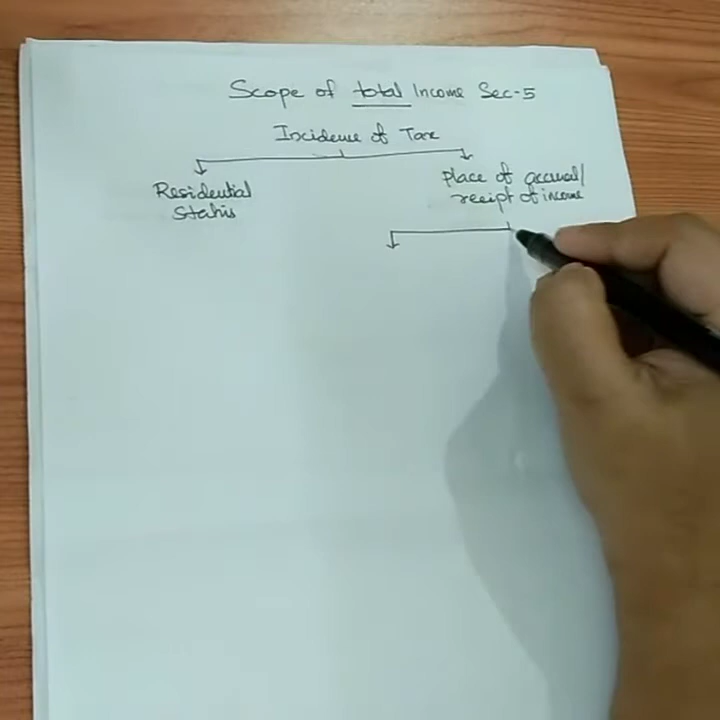 Scope of total Income Sec-5
Incidence of Tax
Residential
Status
Place of accrual/
receipt of income